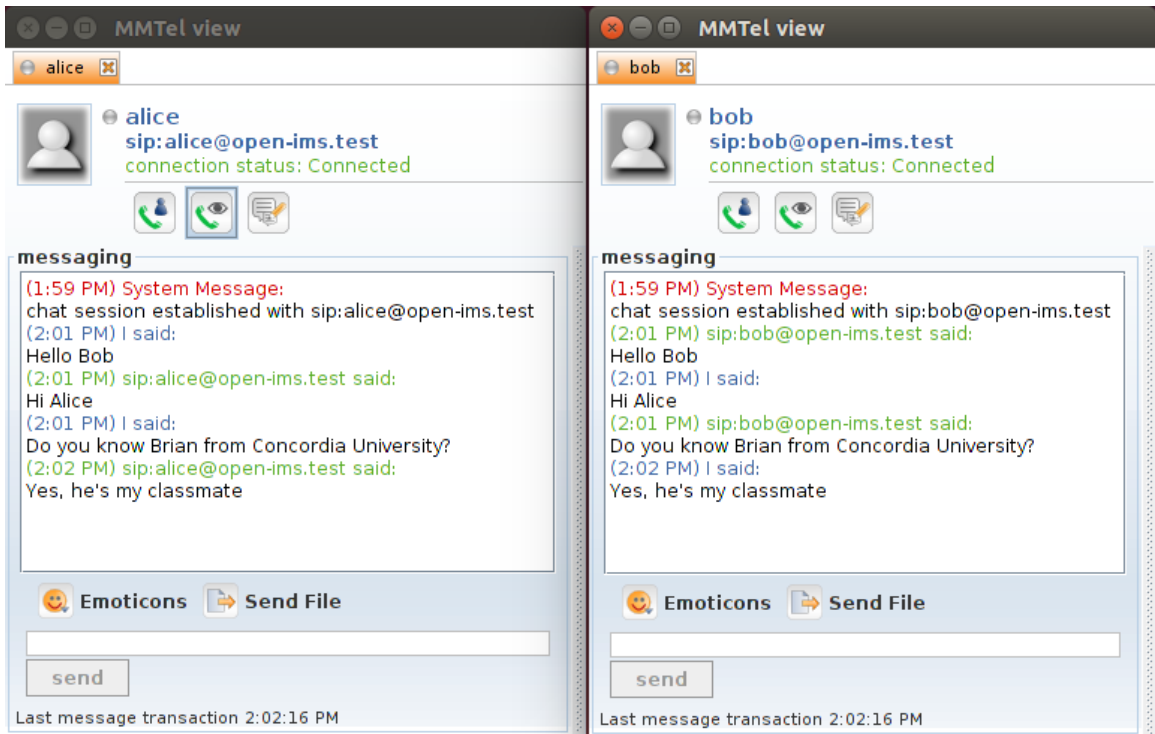 MMTel view
alice
alice
sip:alice@open-ims.test
connection status: Connected
messaging
(1:59 PM) System Message:
chat session established with sip:alice@open-ims.test
(2:01 PM) I said:
Hello Bob
(2:01 PM) sip:alice@open-ims.test said:
Hi Alice
(2:01 PM) I said:
Do you know Brian from Concordia University?
(2:02 PM) sip:alice@open-ims.test said:
Yes, he's my classmate
Emoticons Send File
send
Last message transaction 2:02:16 PM
MMTel view
bob
bob
sip:bob@open-ims.test
connection status: Connected
messaging
(1:59 PM) System Message:
chat session established with sip:bob@open-ims.test
(2:01 PM) sip:bob@open-ims.test said:
Hello Bob
(2:01 PM) I said:
Hi Alice
(2:01 PM) sip:bob@open-ims.test said:
Do you know Brian from Concordia University?
(2:02 PM) I said:
Yes, he's my classmate
Emoticons Send File
send
Last message transaction 2:02:16 PM